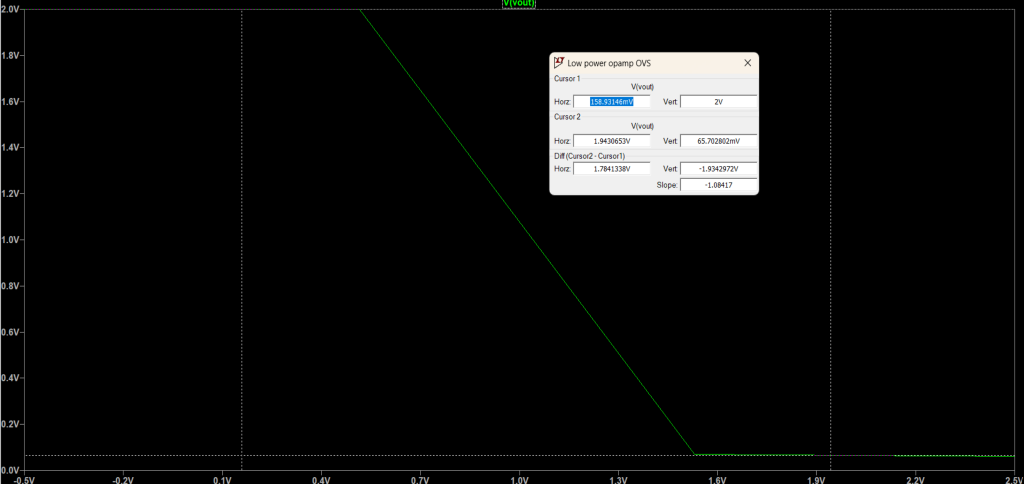 V(vout)
2.0V
1.8V
1.6V
1.4V
1.2V
1.0V
0.8V
0.6V
0.4V
0.2V
0.0V
-0.5V -0.2V 0.1V 0.4V 0.7V 1.0V 1.3V 1.6V 1.9V 2.2V 2.5V
Low power opamp OVS
Cursor 1
V(vout)
Horz: 158.93146mV Vert: 2V
Cursor 2
V(vout)
Horz: 1.9430653V Vert: 65.702802mV
Diff (Cursor2 - Cursor1)
Horz: 1.7841338V Vert: -1.9342972V
Slope: -1.08417